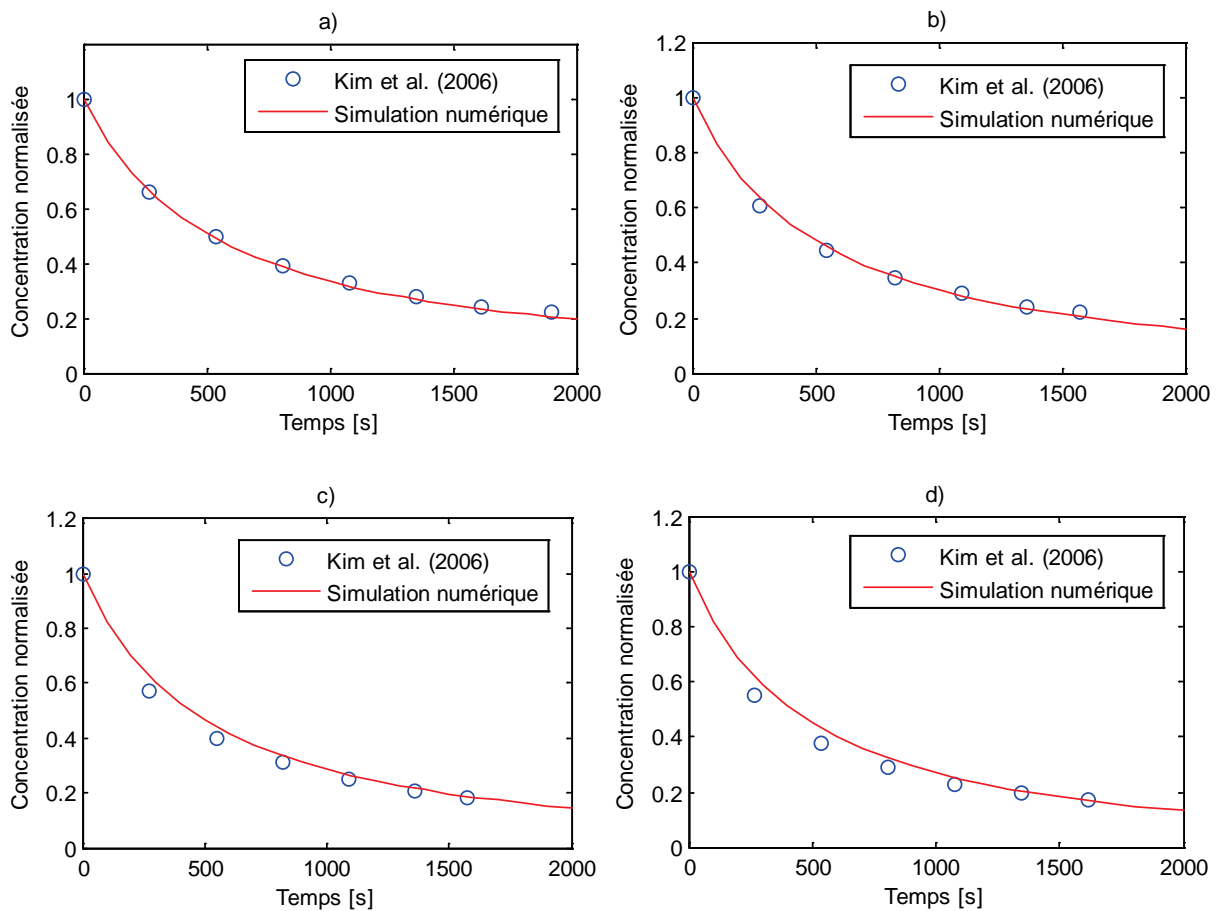 a)
Concentration normalisée
1
0.8
0.6
0.4
0.2
0
Kim et al. (2006)
Simulation numérique
0
500
1000
1500
2000
Temps [s]
b)
Concentration normalisée
1.2
1
0.8
0.6
0.4
0.2
0
Kim et al. (2006)
Simulation numérique
0
500
1000
1500
2000
Temps [s]
c)
Concentration normalisée
1.2
1
0.8
0.6
0.4
0.2
0
Kim et al. (2006)
Simulation numérique
0
500
1000
1500
2000
Temps [s]
d)
Concentration normalisée
1.2
1
0.8
0.6
0.4
0.2
0
Kim et al. (2006)
Simulation numérique
0
500
1000
1500
2000
Temps [s]